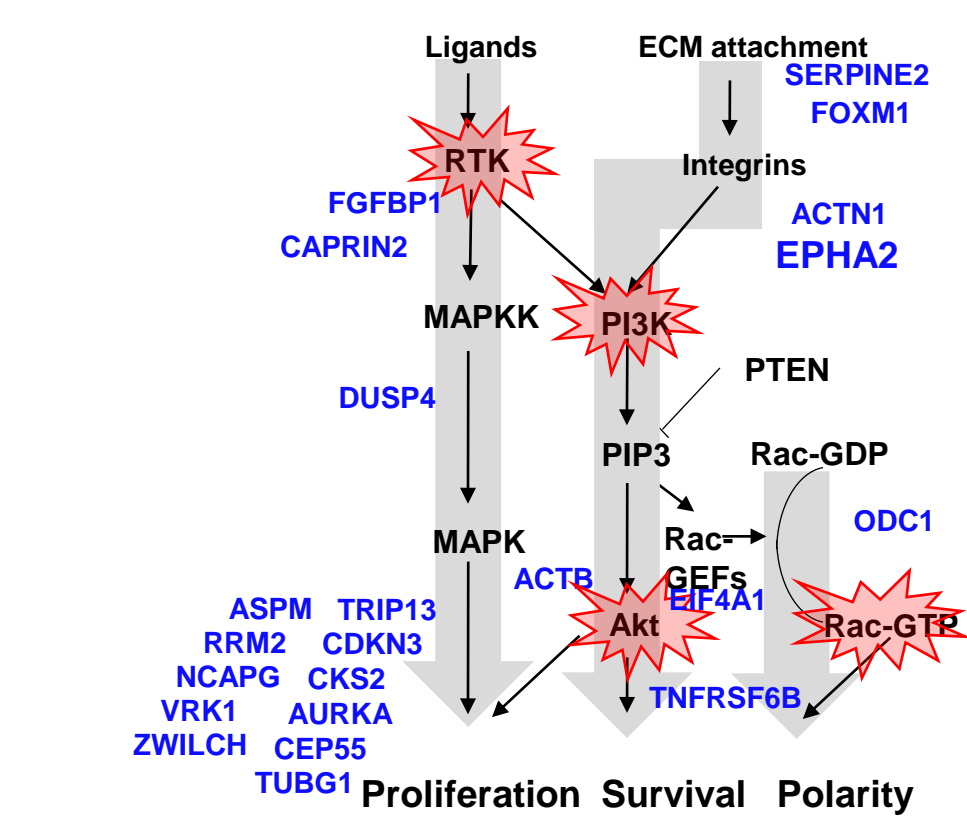 Ligands
ECM attachment
SERPINE2
FOXM1
RTK
Integrins
FGFBP1
ACTN1
CAPRIN2
EPHA2
MAPKK
PI3K
PTEN
DUSP4
PIP3
Rac-GDP
ODC1
MAPK
Rac-
GEFs
ACTB
EIF4A1
ASPM
TRIP13
Akt
Rac-GTP
RRM2
CDKN3
NCAPG
CKS2
TNFRSF6B
VRK1
AURKA
ZWILCH
CEP55
TUBG1
Proliferation
Survival
Polarity